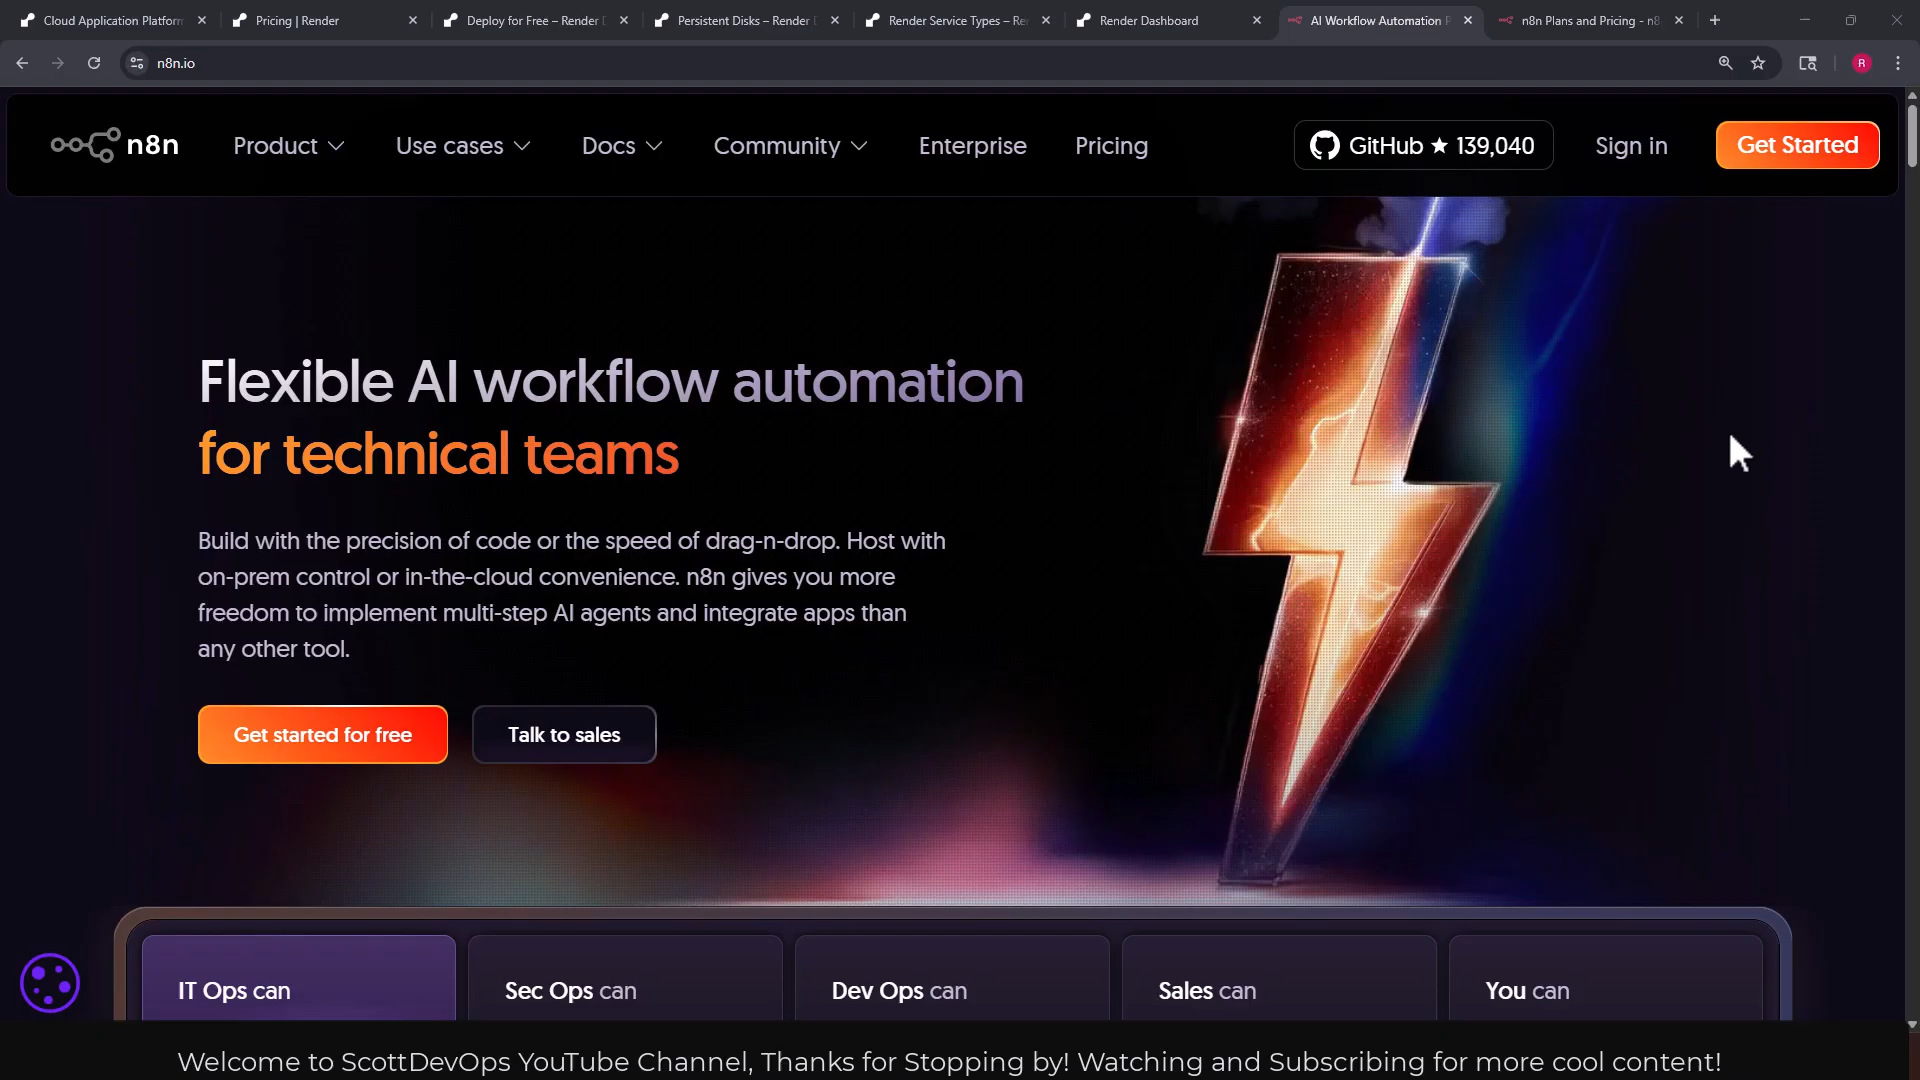 Cloud Application Platform
Pricing | Render
Deploy for Free – Render
Persistent Disks – Render
Render Service Types – Re
Render Dashboard
AI Workflow Automation P
n8n Plans and Pricing - n8
n8n.io
R
n8n
Product
Use cases
Docs
Community
Enterprise
Pricing
GitHub ★ 139,040
Sign in
Get Started
Flexible AI workflow automation
for technical teams
Build with the precision of code or the speed of drag-n-drop. Host with
on-prem control or in-the-cloud convenience. n8n gives you more
freedom to implement multi-step AI agents and integrate apps than
any other tool.
Get started for free
Talk to sales
IT Ops can
Sec Ops can
Dev Ops can
Sales can
You can
Welcome to ScottDevOps YouTube Channel, Thanks for Stopping by! Watching and Subscribing for more cool content!